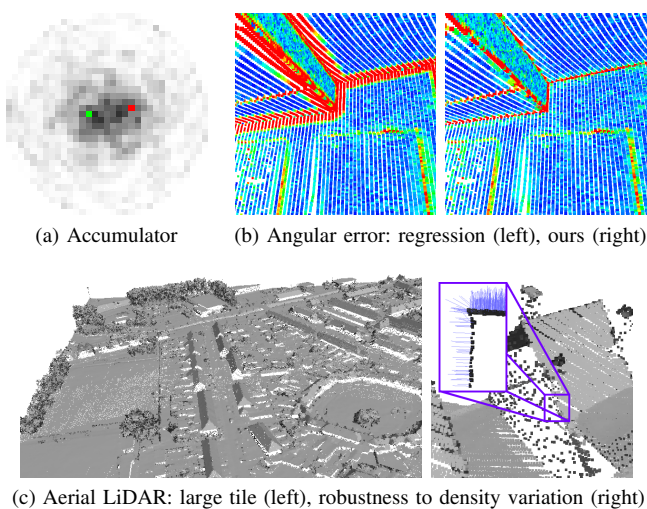 (a) Accumulator
(b) Angular error: regression (left), ours (right)
(c) Aerial LiDAR: large tile (left), robustness to density variation (right)